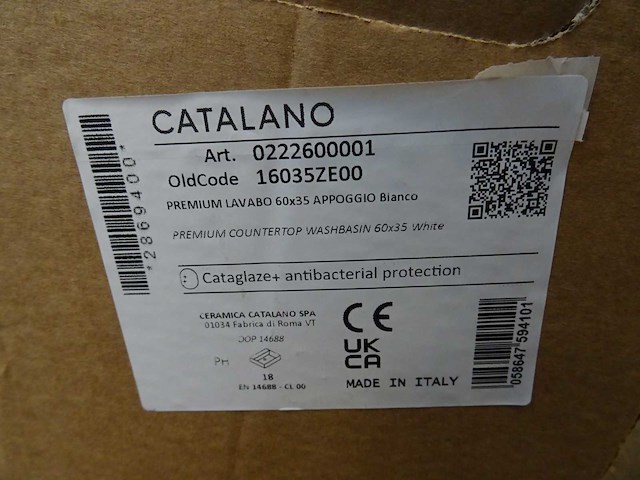 CATALANO
Art. 0222600001
OldCode 16035ZE00
PREMIUM LAVABO 60x35 APPOGGIO Bianco
PREMIUM COUNTERTOP WASHBASIN 60x35 White
Cataglaze+ antibacterial protection
CERAMICA CATALANO SPA
01034 Fabrica di Roma VT
DOP 14688
18
EN 14688 - CL 00
CE
UK
CA
MADE IN ITALY
*2869400*
058647 594101